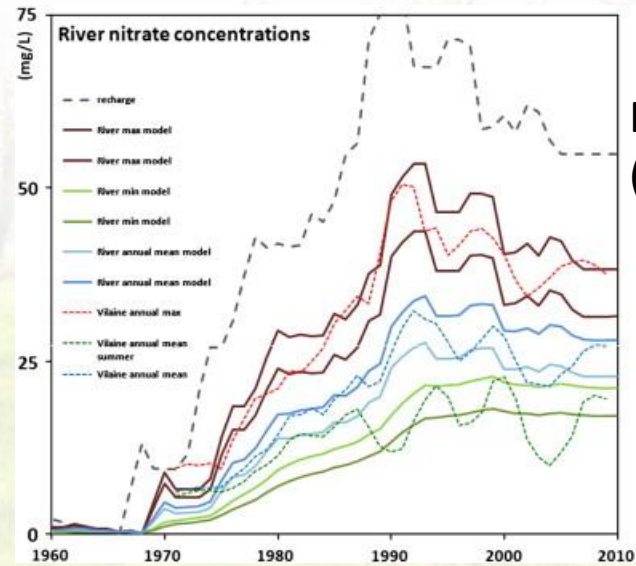 75
River nitrate concentrations
(mg/L)
recharge
River max model
River max model
River min model
River min model
River annual mean model
River annual mean model
Vilaine annual max
Vilaine annual mean
summer
Vilaine annual mean
50
25
0
1960 1970 1980 1990 2000 2010
(